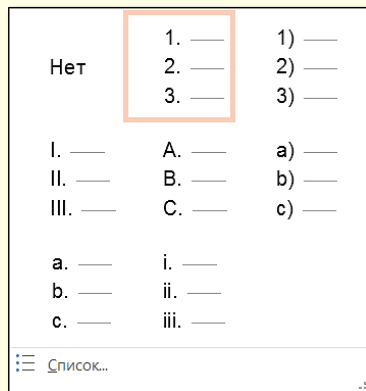 Нет
1.
2.
3.
1)
2)
3)
I.
II.
III.
A.
B.
C.
a)
b)
c)
a.
b.
c.
i.
ii.
iii.
Список...